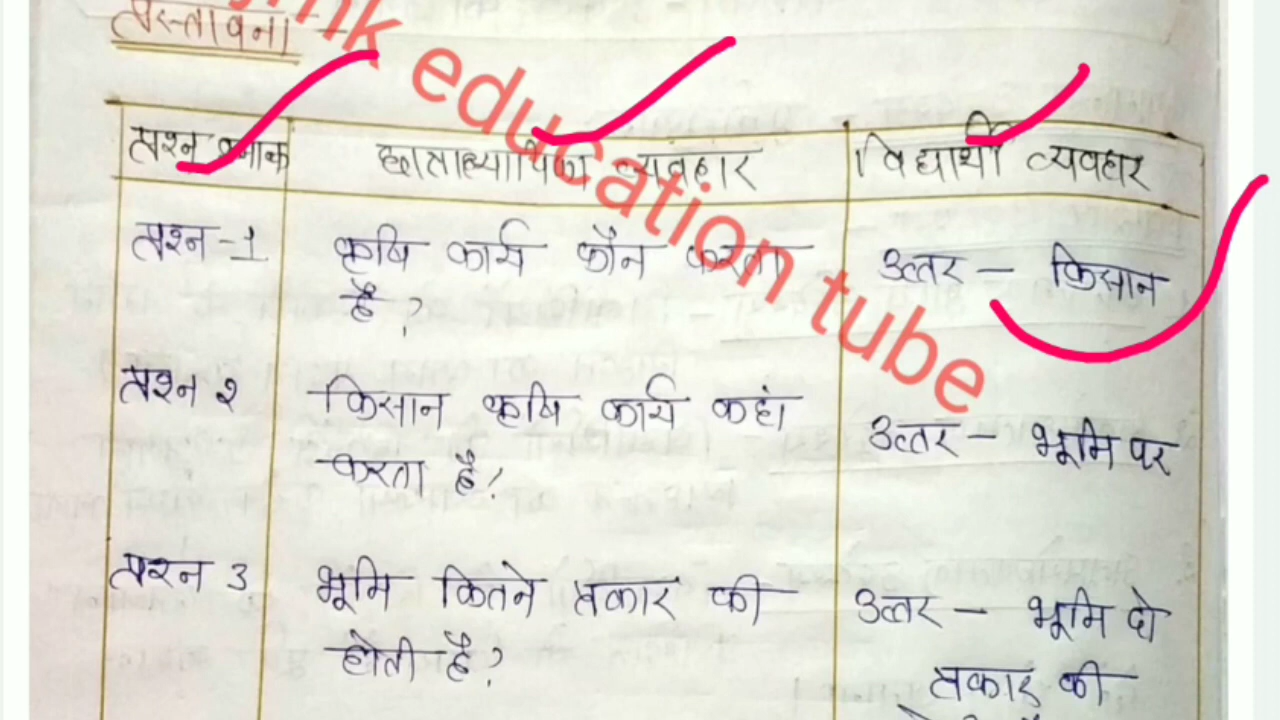 प्रस्तावना -
प्रश्न क्रमांक छात्राध्यापिका व्यवहार विद्यार्थी व्यवहार
प्रश्न -1 कृषि कार्य कौन करता है ? उत्तर - किसान
प्रश्न 2 किसान कृषि कार्य कहां करता है ? उत्तर - भूमि पर
प्रश्न 3 भूमि कितने प्रकार की होती है ? उत्तर - भूमि दो प्रकार की
education tube